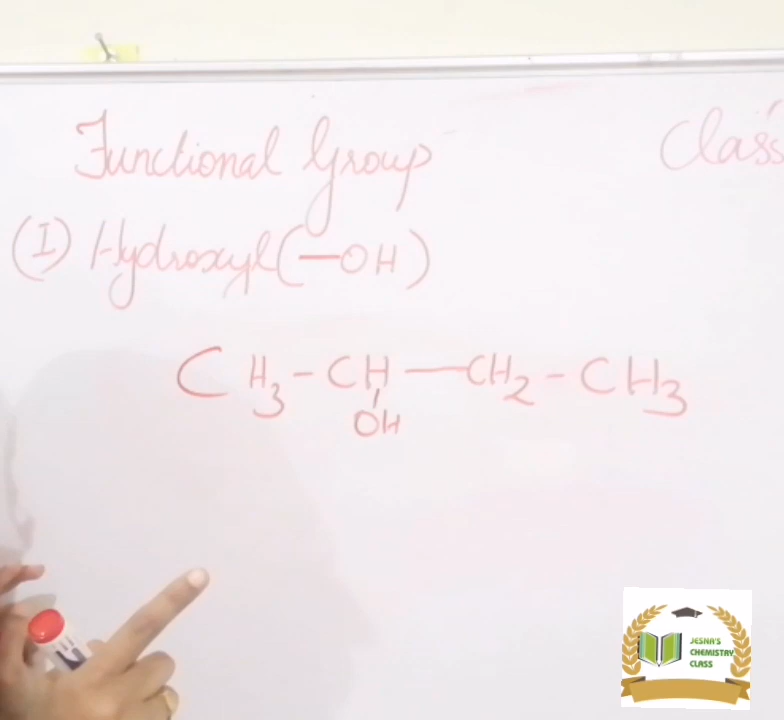 Functional Group
Class
(I) Hydroxyl (—OH)
CH₃ - CH — CH₂ - CH₃
OH
JESNA'S
CHEMISTRY
CLASS